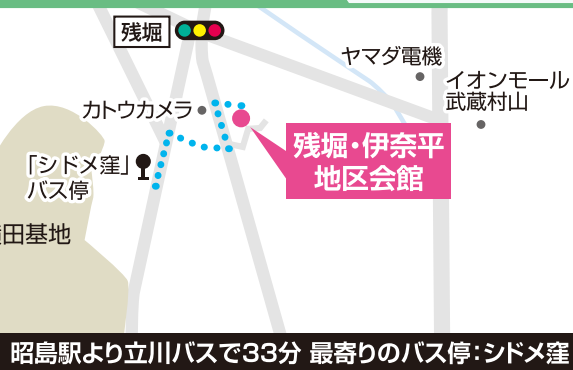 残堀
ヤマダ電機
イオンモール
武蔵村山
カトウカメラ
残堀・伊奈平
地区会館
「シドメ窪」
バス停
田基地
昭島駅より立川バスで33分 最寄りのバス停：シドメ窪